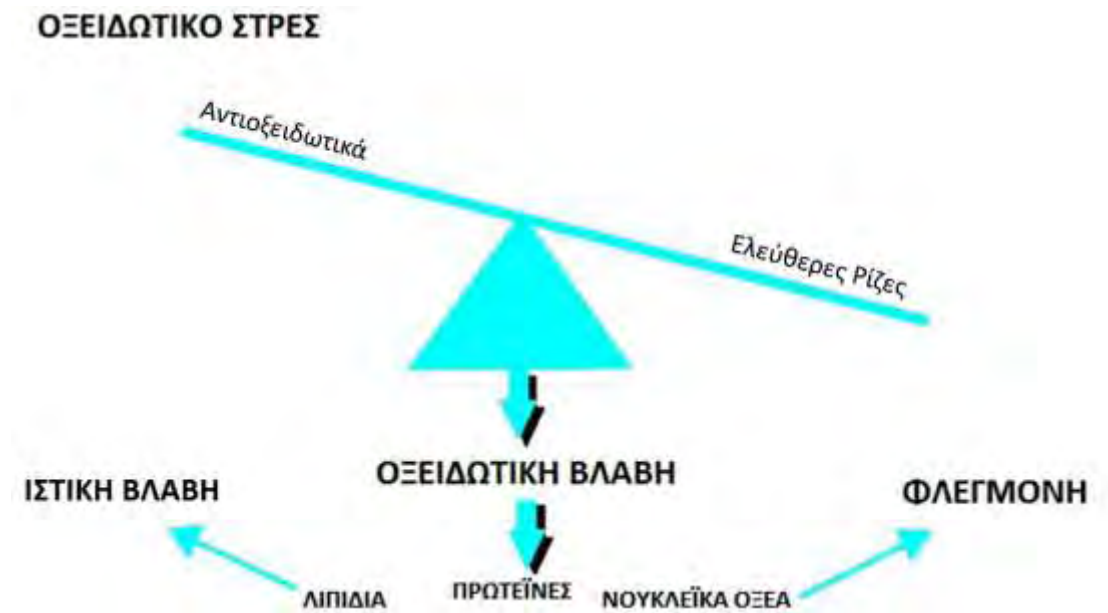 ΟΞΕΙΔΩΤΙΚΟ ΣΤΡΕΣ
Αντιοξειδωτικά
Ελεύθερες Ρίζες
ΟΞΕΙΔΩΤΙΚΗ ΒΛΑΒΗ
ΙΣΤΙΚΗ ΒΛΑΒΗ
ΦΛΕΓΜΟΝΗ
ΛΙΠΙΔΙΑ
ΠΡΩΤΕΪΝΕΣ
ΝΟΥΚΛΕΪΚΑ ΟΞΕΑ